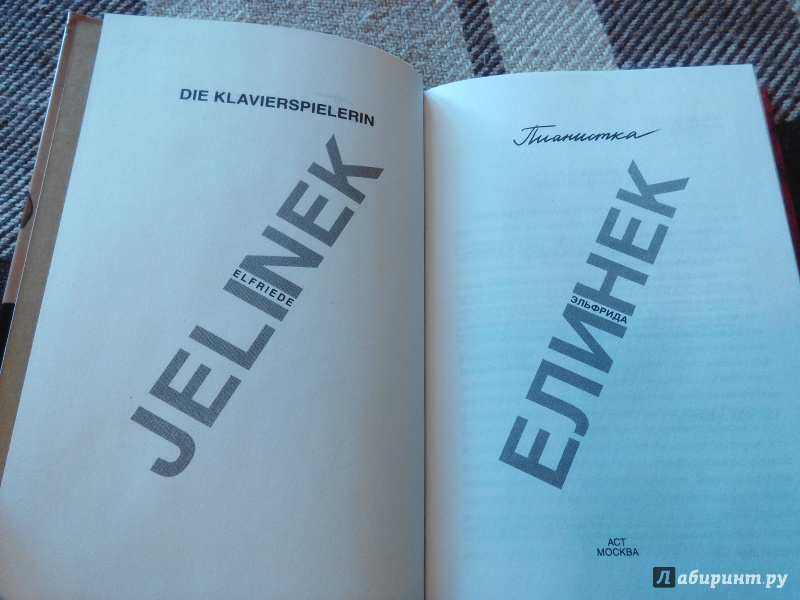 DIE KLAVIERSPIELERIN
JELINEK
ELFRIEDE
Пианистка
ЕЛИНЕК
ЭЛЬФРИДА
АСТ
МОСКВА
Лабиринт.ру